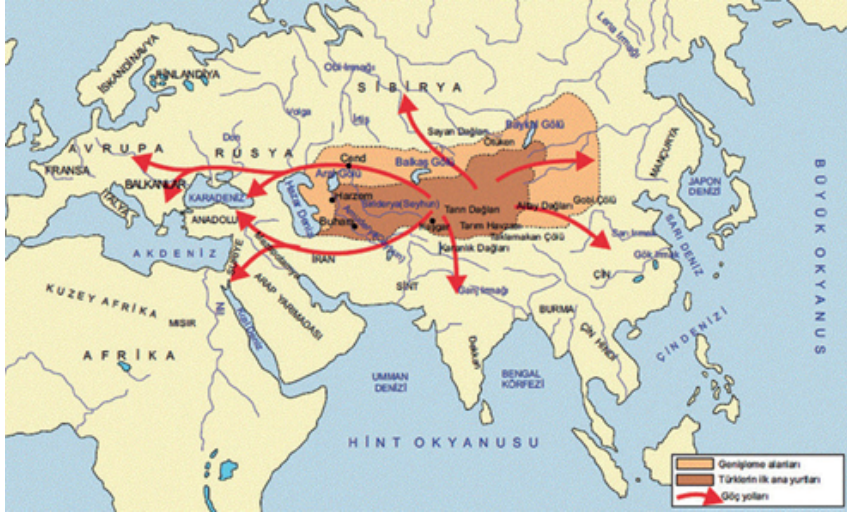 İSKANDİNAVYA
FİNLANDİYA
Obi Irmağı
SİBİRYA
Lena Irmağı
Volga
İrtiş
Sayan Dağları
Ötüken
Baykal Gölü
AVRUPA
RUSYA
Don
FRANSA
Cend
Balkaş Gölü
Aral Gölü
MANÇURYA
BALKANLAR
KARADENİZ
Hazar Denizi
Harzem
Siriderya(Seyhun)
Tanrı Dağları
Altay Dağları
Gobi Çölü
JAPON
DENİZİ
İTALYA
ANADOLU
Buhara
Kaşgar
Tarım Havzası
Taklamakan Çölü
Sarı Irmak
SARI DENİZ
AKDENİZ
SURİYE
Mezopotamya
İRAN
Karanlık Dağları
Gök Irmak
ÇİN
KUZEY AFRİKA
MISIR
Nil
Kızıl Deniz
ARAP YARIMADASI
SİNT
Ganj Irmağı
BURMA
ÇİN HİNDİ
ÇİN DENİZİ
BÜYÜK OKYANUS
AFRİKA
Dekkan
UMMAN
DENİZİ
BENGAL
KÖRFEZİ
HİNT OKYANUSU
Genişleme alanları
Türklerin ilk ana yurtları
Göç yolları